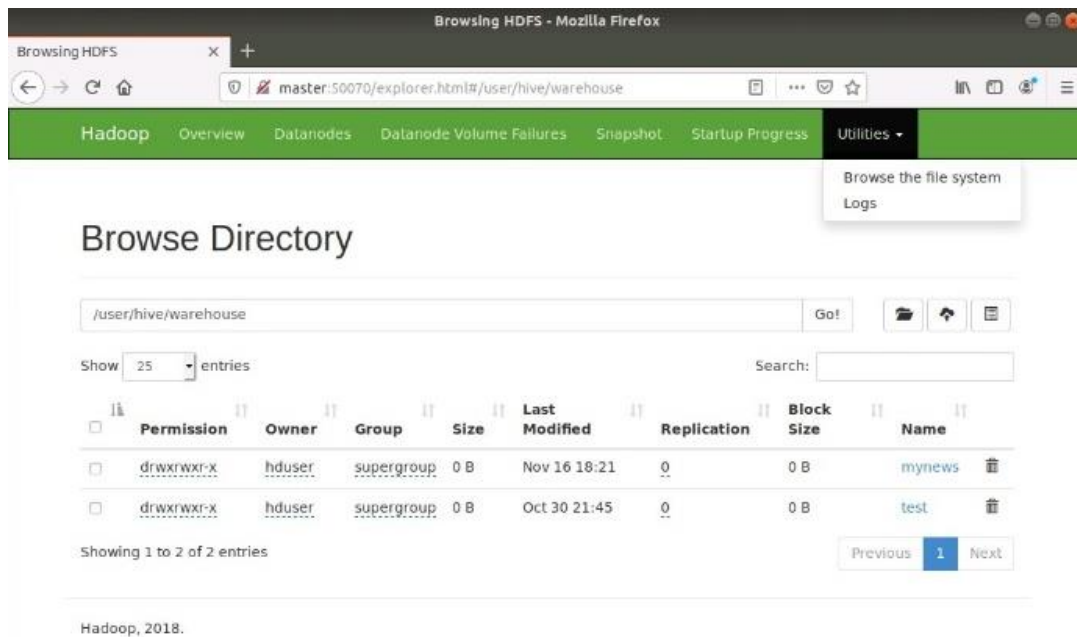 Browsing HDFS - Mozilla Firefox
Browsing HDFS
master:50070/explorer.html#/user/hive/warehouse
Hadoop Overview Datanodes Datanode Volume Failures Snapshot Startup Progress Utilities
Browse the file system
Logs
Browse Directory
/user/hive/warehouse Go!
Show 25 entries Search:
Permission Owner Group Size Last Modified Replication Block Size Name
drwxrwxr-x hduser supergroup 0 B Nov 16 18:21 0 0 B mynews
drwxrwxr-x hduser supergroup 0 B Oct 30 21:45 0 0 B test
Showing 1 to 2 of 2 entries Previous 1 Next
Hadoop, 2018.